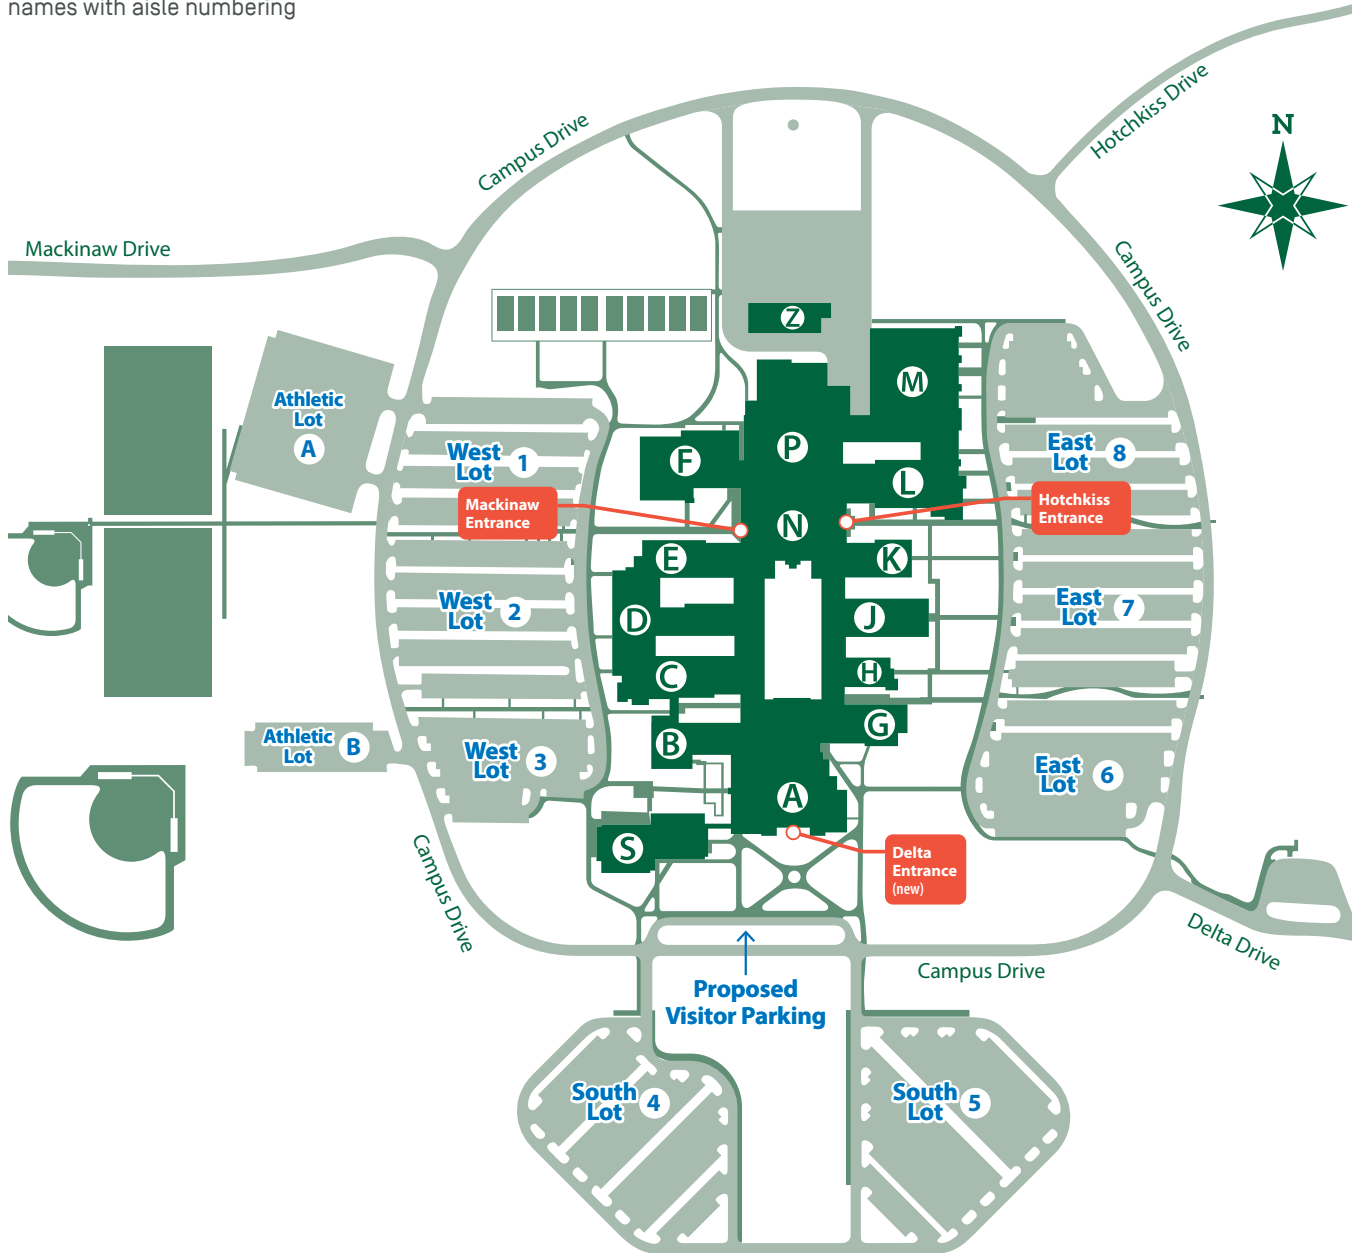 names with aisle numbering
Hotchkiss Drive
Campus Drive
N
Mackinaw Drive
Campus Drive
Z
M
Athletic
Lot
A
West
Lot 1
F
P
L
East
Lot 8
Mackinaw
Entrance
Hotchkiss
Entrance
N
E
K
West
Lot 2
D
J
East
Lot 7
C
H
Athletic
Lot B
West
Lot 3
B
G
East
Lot 6
A
S
Delta
Entrance
(new)
Campus Drive
Delta Drive
Campus Drive
Proposed
Visitor Parking
South
Lot 4
South
Lot 5